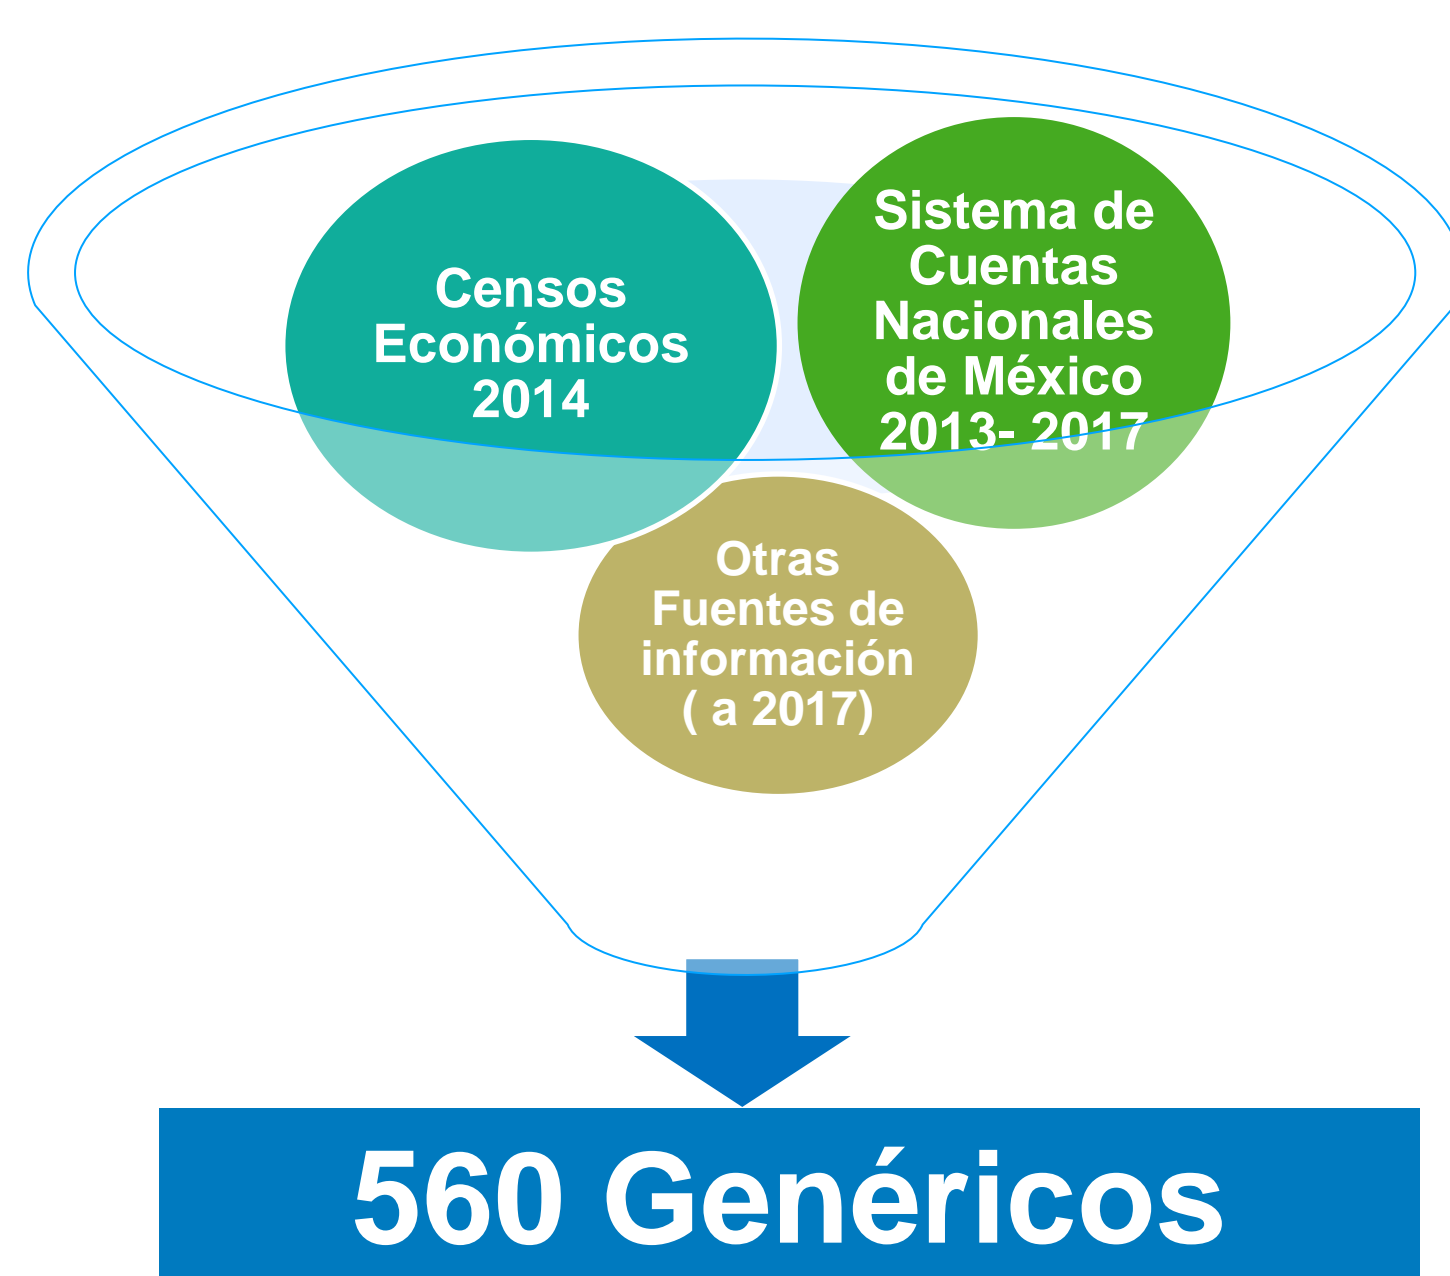 Censos
Económicos
2014
Sistema de
Cuentas
Nacionales
de México
2013- 2017
Otras
Fuentes de
información
( a 2017)
560 Genéricos